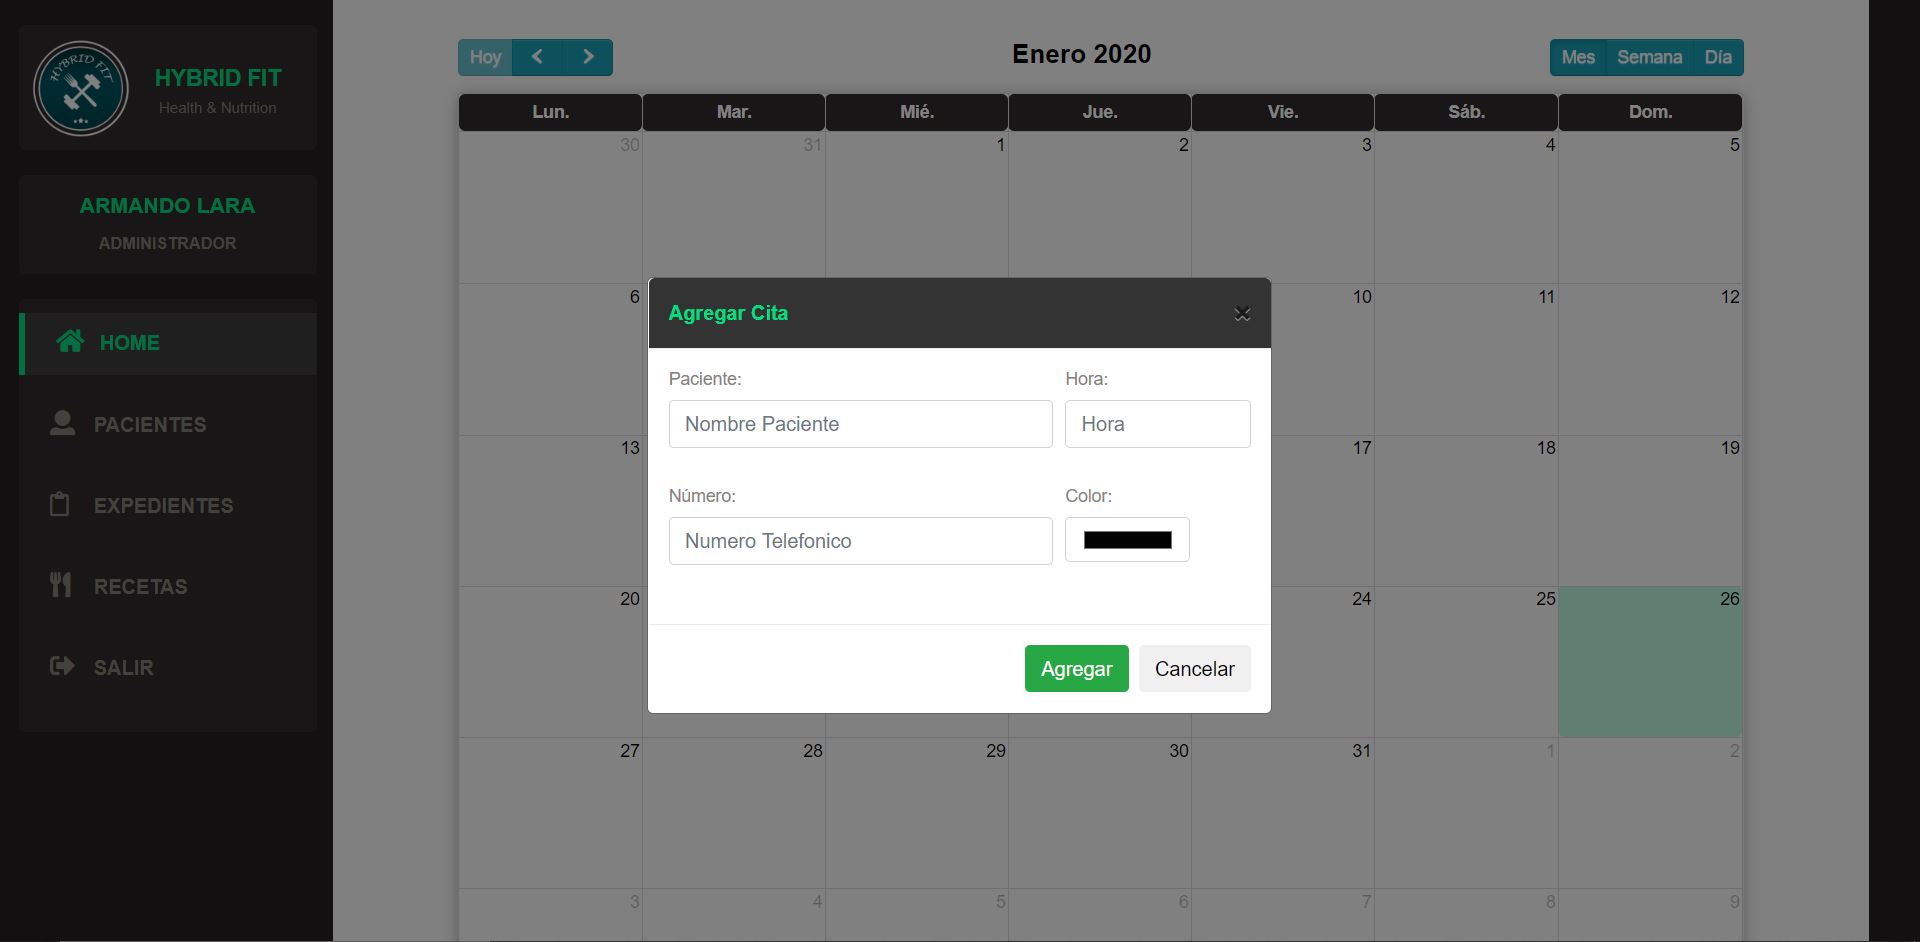 HYBRID FIT
HYBRID FIT
Health & Nutrition
ARMANDO LARA
ADMINISTRADOR
HOME
PACIENTES
EXPEDIENTES
RECETAS
SALIR
Hoy
Enero 2020
Mes Semana Día
Lun. Mar. Mié. Jue. Vie. Sáb. Dom.
30 31 1 2 3 4 5
6 10 11 12
13 17 18 19
20 24 25 26
27 28 29 30 31 1 2
3 4 5 6 7 8 9
Agregar Cita ×
Paciente: Hora:
Nombre Paciente Hora
Número: Color:
Numero Telefonico
Agregar Cancelar